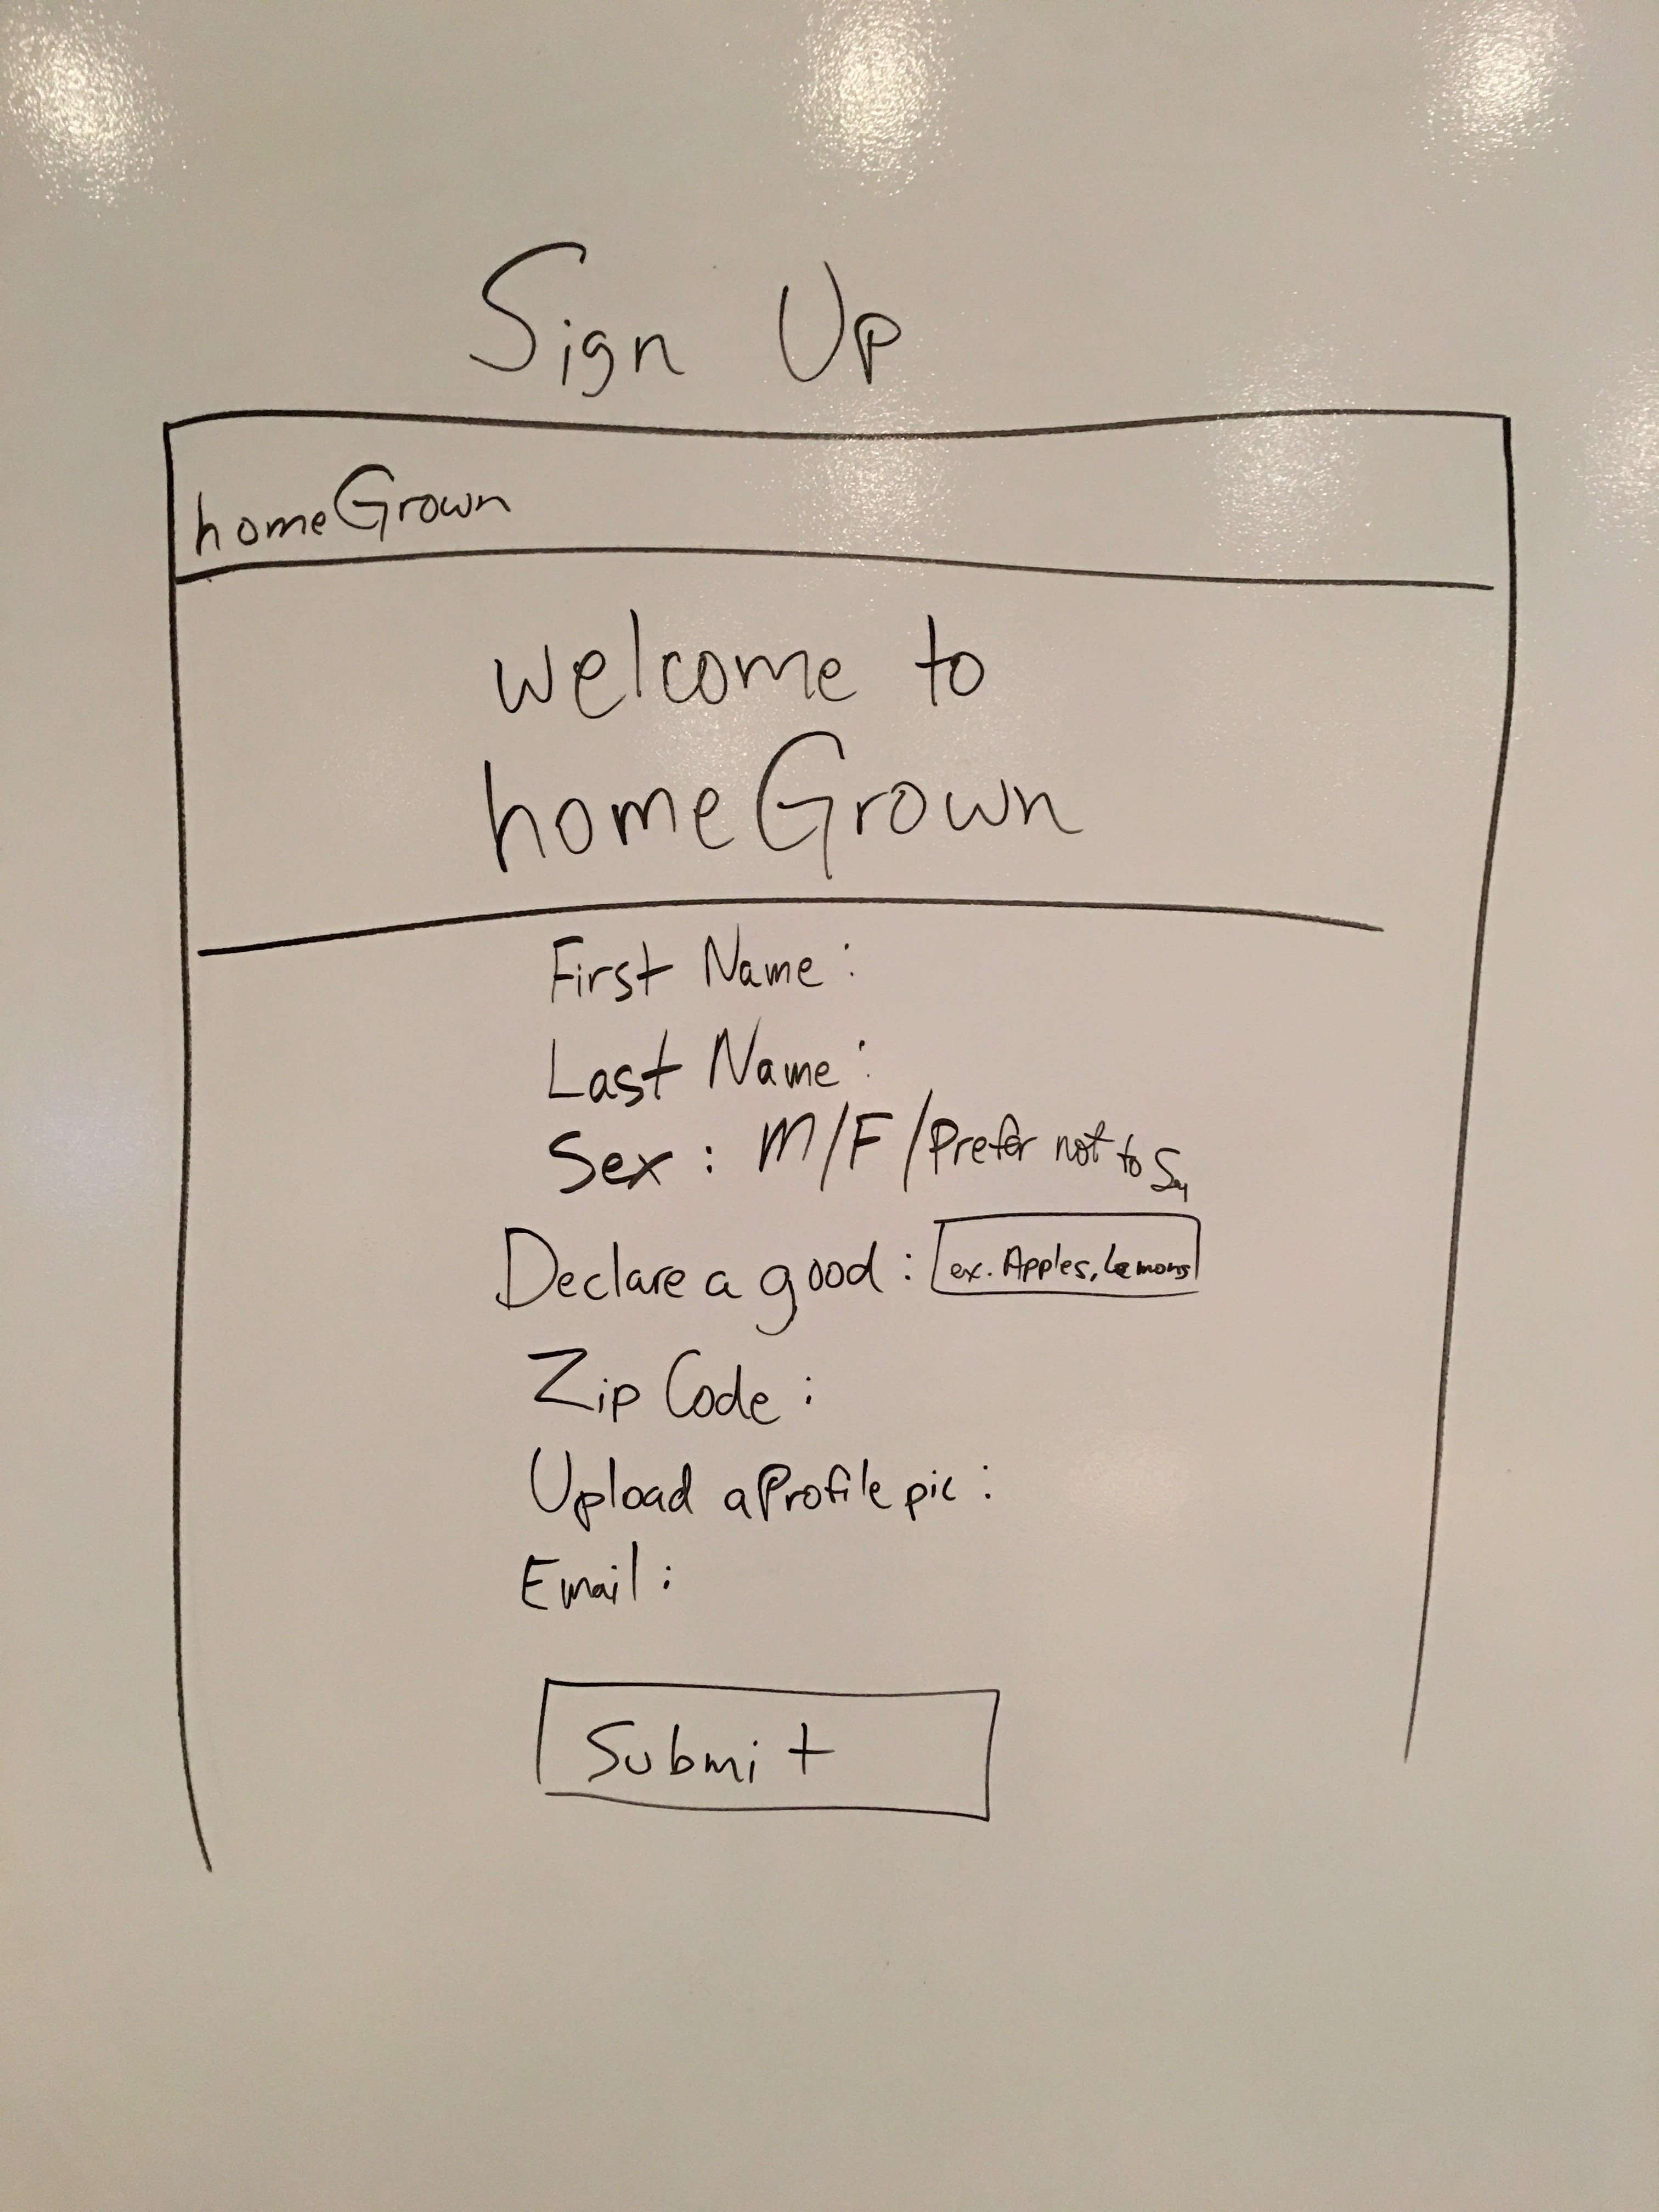 Sign Up
homeGrown
welcome to
homeGrown
First Name :
Last Name :
Sex : M/F/Prefer not to Say
Declare a good : ex. Apples, Lemons
Zip Code :
Upload a Profile pic :
Email :
Submit